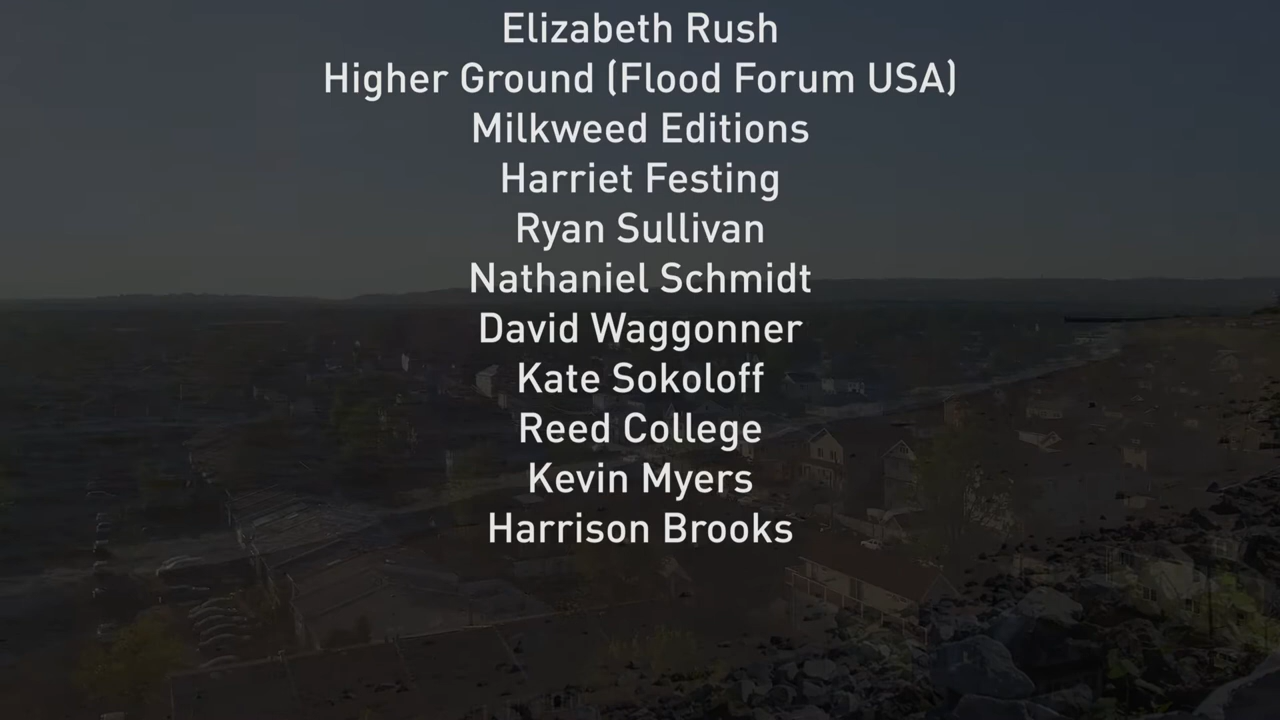 Elizabeth Rush
Higher Ground (Flood Forum USA)
Milkweed Editions
Harriet Festing
Ryan Sullivan
Nathaniel Schmidt
David Waggonner
Kate Sokoloff
Reed College
Kevin Myers
Harrison Brooks